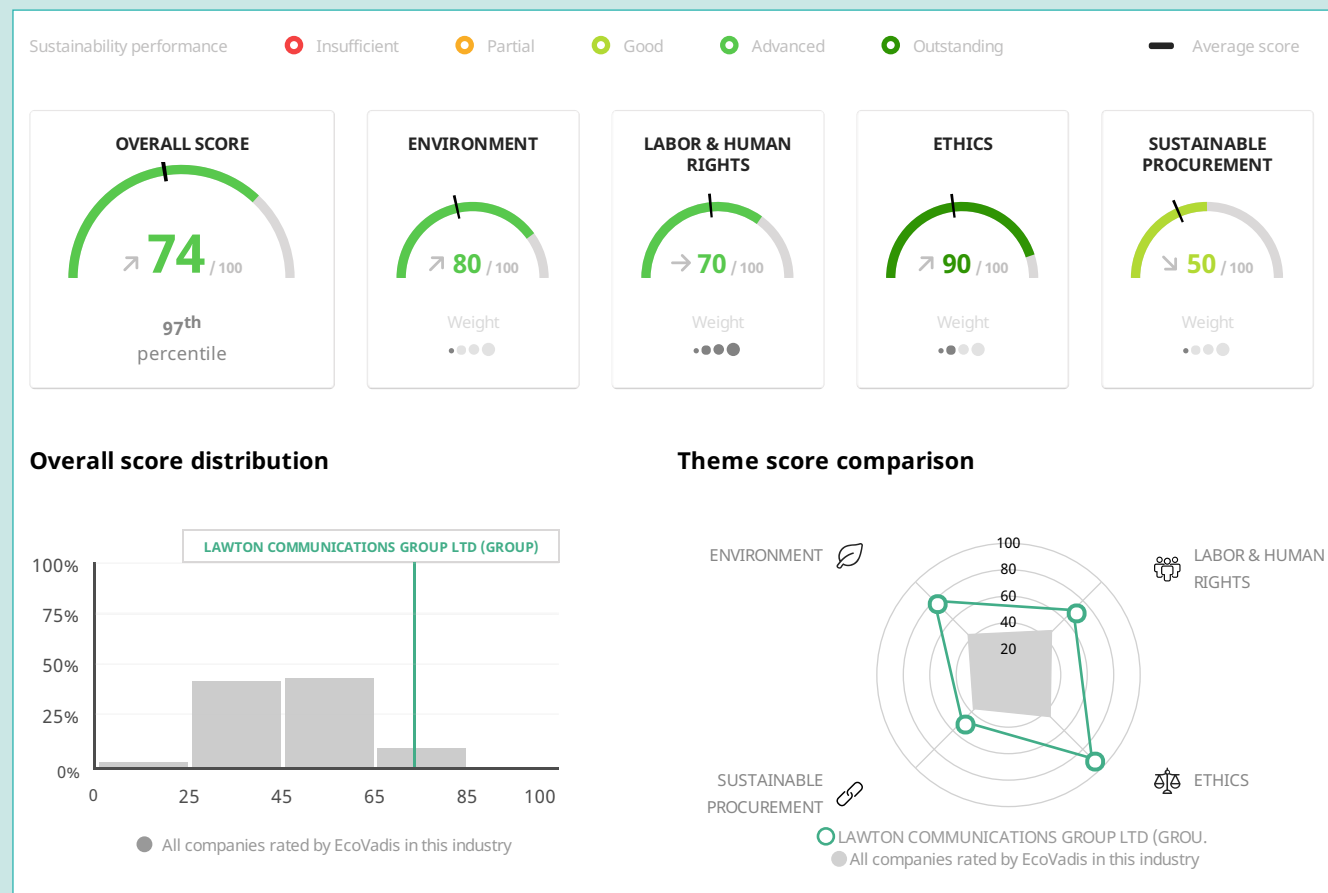 Sustainability performance Insufficient Partial Good Advanced Outstanding Average score
OVERALL SCORE
74 / 100
97th
percentile
ENVIRONMENT
80 / 100
Weight
LABOR & HUMAN
RIGHTS
70 / 100
Weight
ETHICS
90 / 100
Weight
SUSTAINABLE
PROCUREMENT
50 / 100
Weight
Overall score distribution
LAWTON COMMUNICATIONS GROUP LTD (GROUP)
100%
75%
50%
25%
0%
0 25 45 65 85 100
All companies rated by EcoVadis in this industry
Theme score comparison
ENVIRONMENT
LABOR & HUMAN
RIGHTS
100
80
60
40
20
SUSTAINABLE
PROCUREMENT
ETHICS
LAWTON COMMUNICATIONS GROUP LTD (GROU.
All companies rated by EcoVadis in this industry